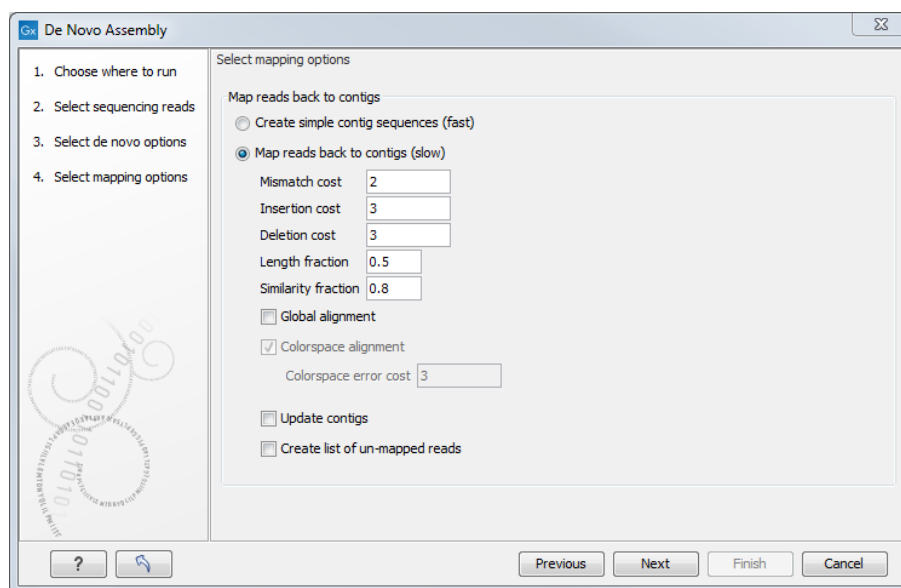 Gx De Novo Assembly
1. Choose where to run
2. Select sequencing reads
3. Select de novo options
4. Select mapping options
Select mapping options
Map reads back to contigs
Create simple contig sequences (fast)
Map reads back to contigs (slow)
Mismatch cost 2
Insertion cost 3
Deletion cost 3
Length fraction 0.5
Similarity fraction 0.8
Global alignment
Colorspace alignment
Colorspace error cost 3
Update contigs
Create list of un-mapped reads
?
Previous Next Finish Cancel